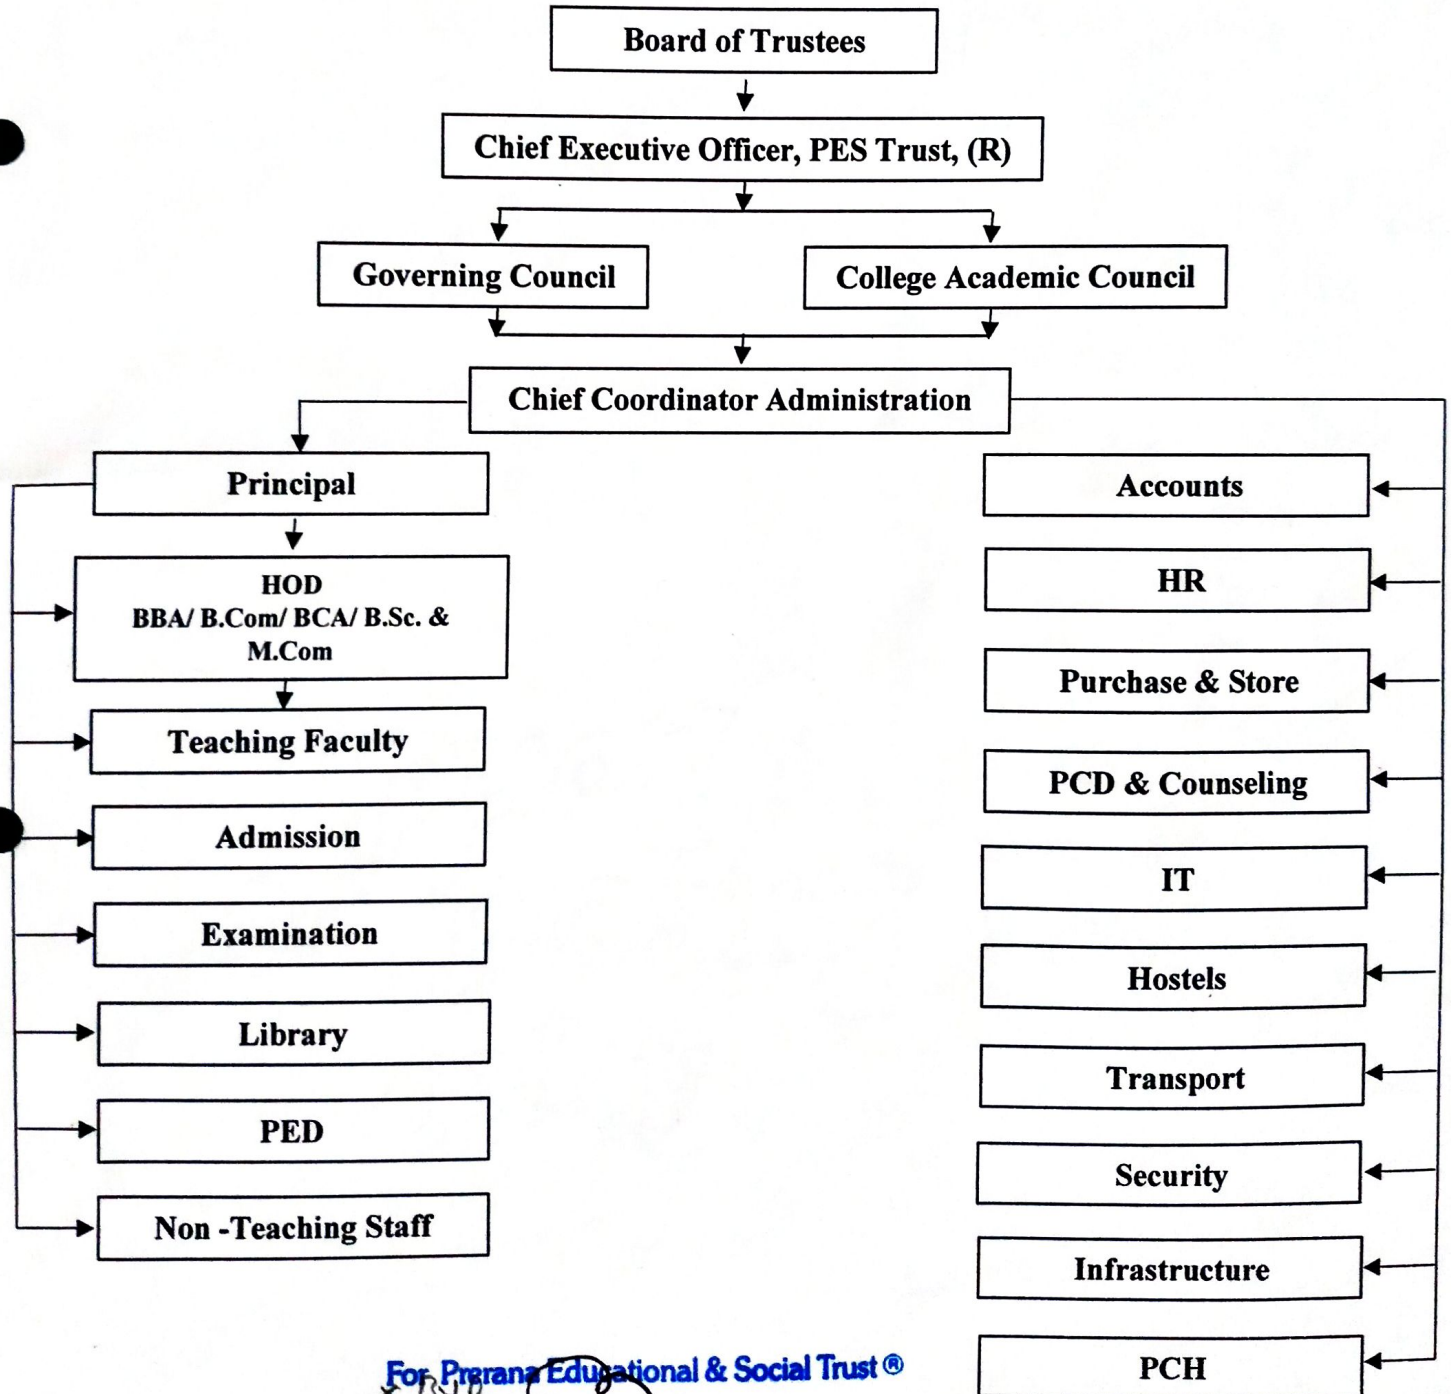 Board of Trustees
Chief Executive Officer, PES Trust, (R)
Governing Council
College Academic Council
Chief Coordinator Administration
Principal
HOD
BBA/ B.Com/ BCA/ B.Sc. &
M.Com
Teaching Faculty
Admission
Examination
Library
PED
Non -Teaching Staff
Accounts
HR
Purchase & Store
PCD & Counseling
IT
Hostels
Transport
Security
Infrastructure
PCH
For Prerana Educational & Social Trust ®